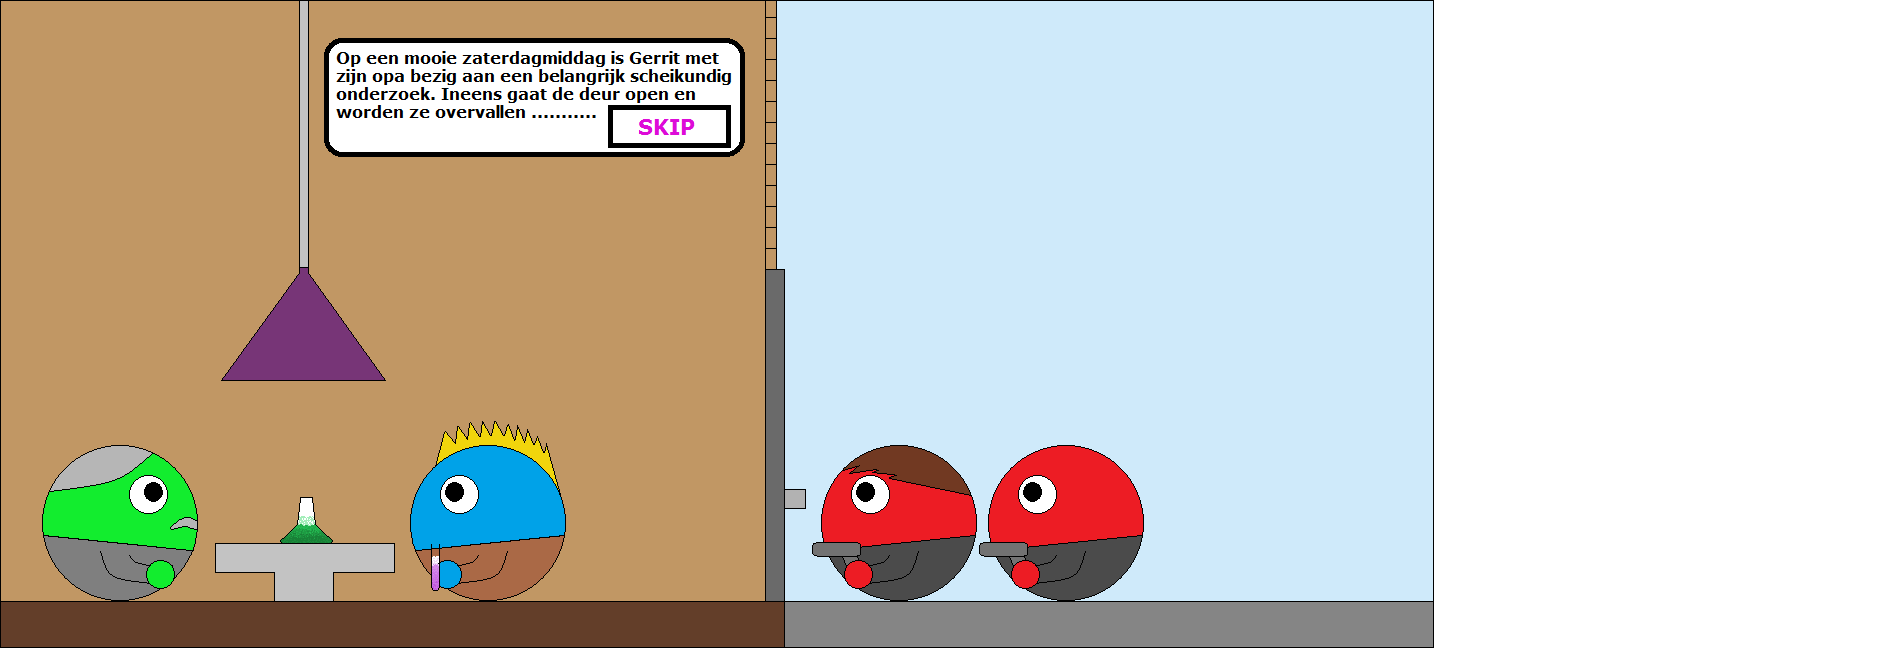 Op een mooie zaterdagmiddag is Gerrit met
zijn opa bezig aan een belangrijk scheikundig
onderzoek. Ineens gaat de deur open en
worden ze overvallen ...........
SKIP